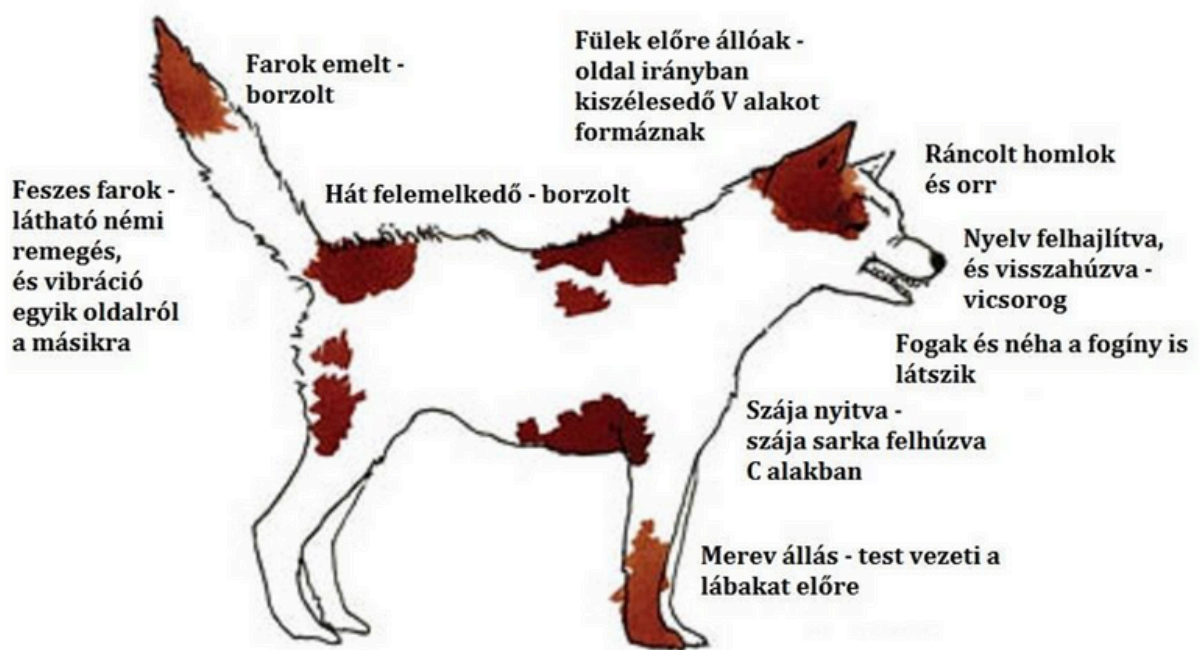 Farok emelt -
borzolt
Fülek előre állóak -
oldal irányban
kiszélesedő V alakot
formáznak
Ráncolt homlok
és orr
Feszes farok -
látható némi
remegés,
és vibráció
egyik oldalról
a másikra
Hát felemelkedő - borzolt
Nyelv felhajlítva,
és visszahúzva -
vicsorog
Fogak és néha a fogíny is
látszik
Szája nyitva -
szája sarka felhúzva
C alakban
Merev állás - test vezeti a
lábakat előre